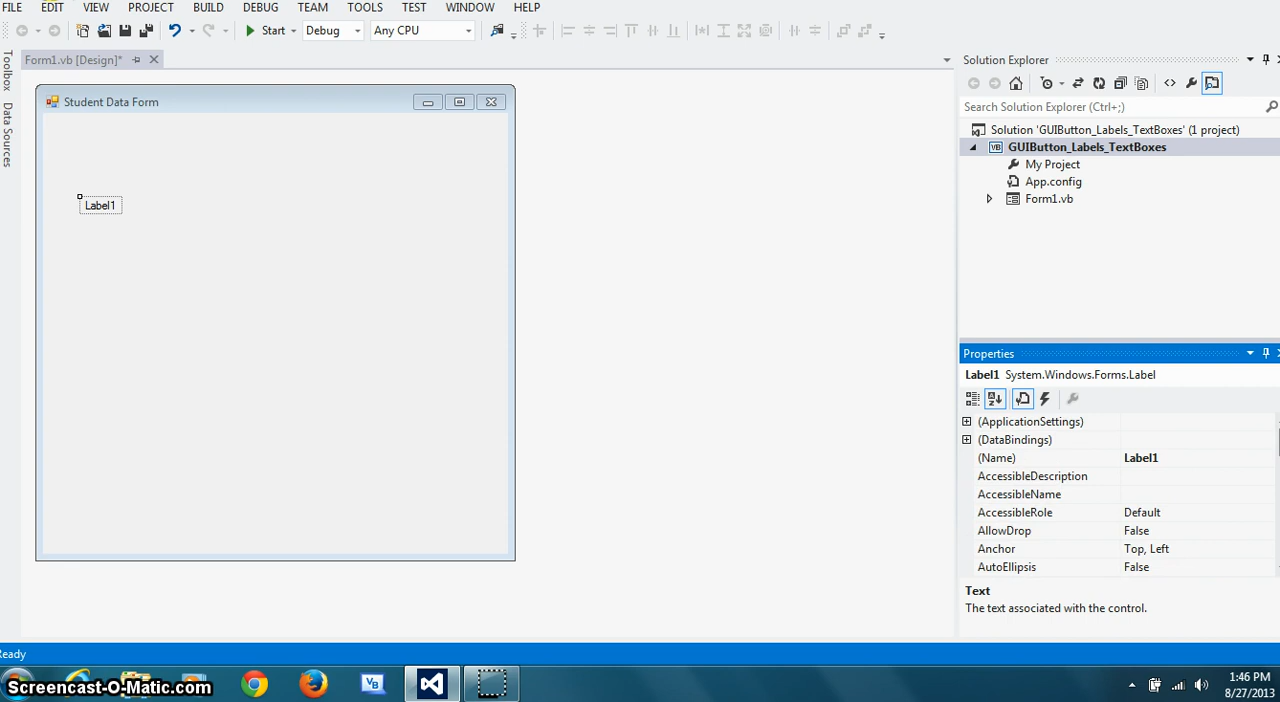 FILE EDIT VIEW PROJECT BUILD DEBUG TEAM TOOLS TEST WINDOW HELP
Start Debug Any CPU
Toolbox
Data Sources
Form1.vb [Design]*
Student Data Form
Label1
Solution Explorer
Search Solution Explorer (Ctrl+;)
Solution 'GUIButton_Labels_TextBoxes' (1 project)
VB GUIButton_Labels_TextBoxes
My Project
App.config
Form1.vb
Properties
Label1 System.Windows.Forms.Label
(ApplicationSettings)
(DataBindings)
(Name) Label1
AccessibleDescription
AccessibleName
AccessibleRole Default
AllowDrop False
Anchor Top, Left
AutoEllipsis False
Text
The text associated with the control.
Ready
Screencast-O-Matic.com
VB
1:46 PM
8/27/2013